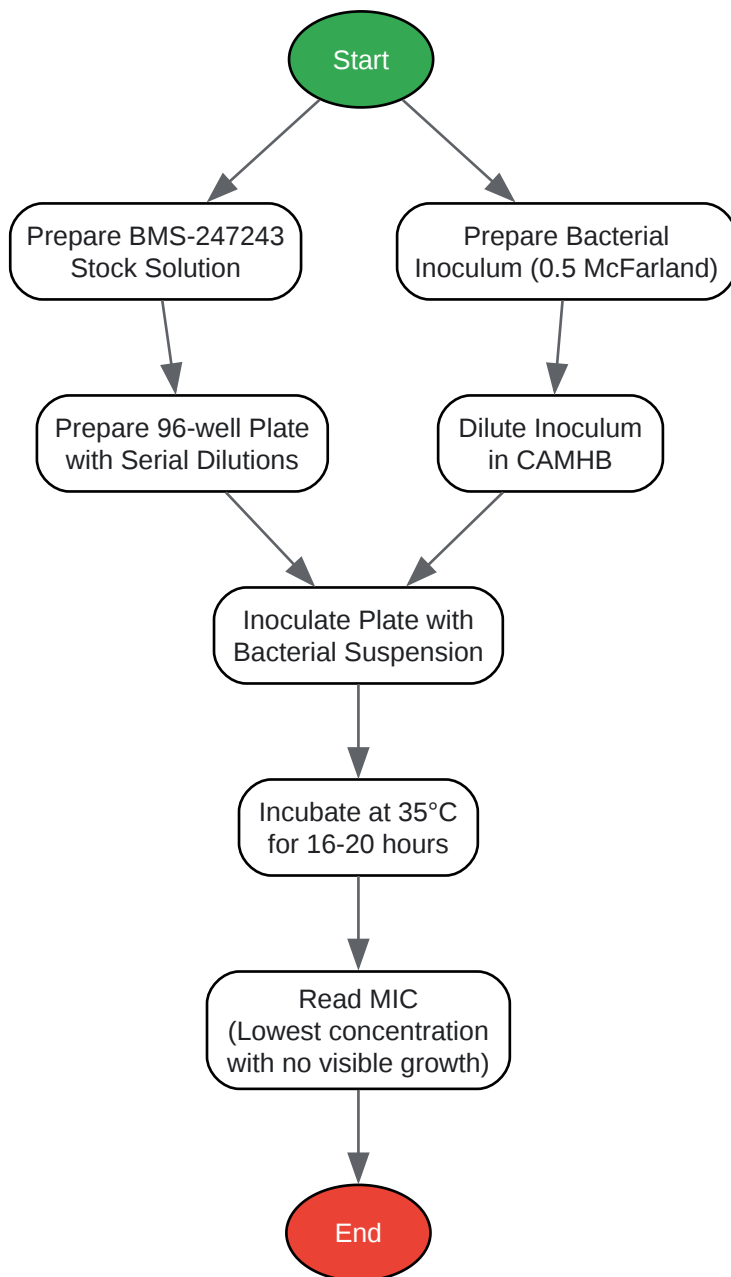 Start
Prepare BMS-247243
Stock Solution
Prepare Bacterial
Inoculum (0.5 McFarland)
Prepare 96-well Plate
with Serial Dilutions
Dilute Inoculum
in CAMHB
Inoculate Plate with
Bacterial Suspension
Incubate at 35°C
for 16-20 hours
Read MIC
(Lowest concentration
with no visible growth)
End